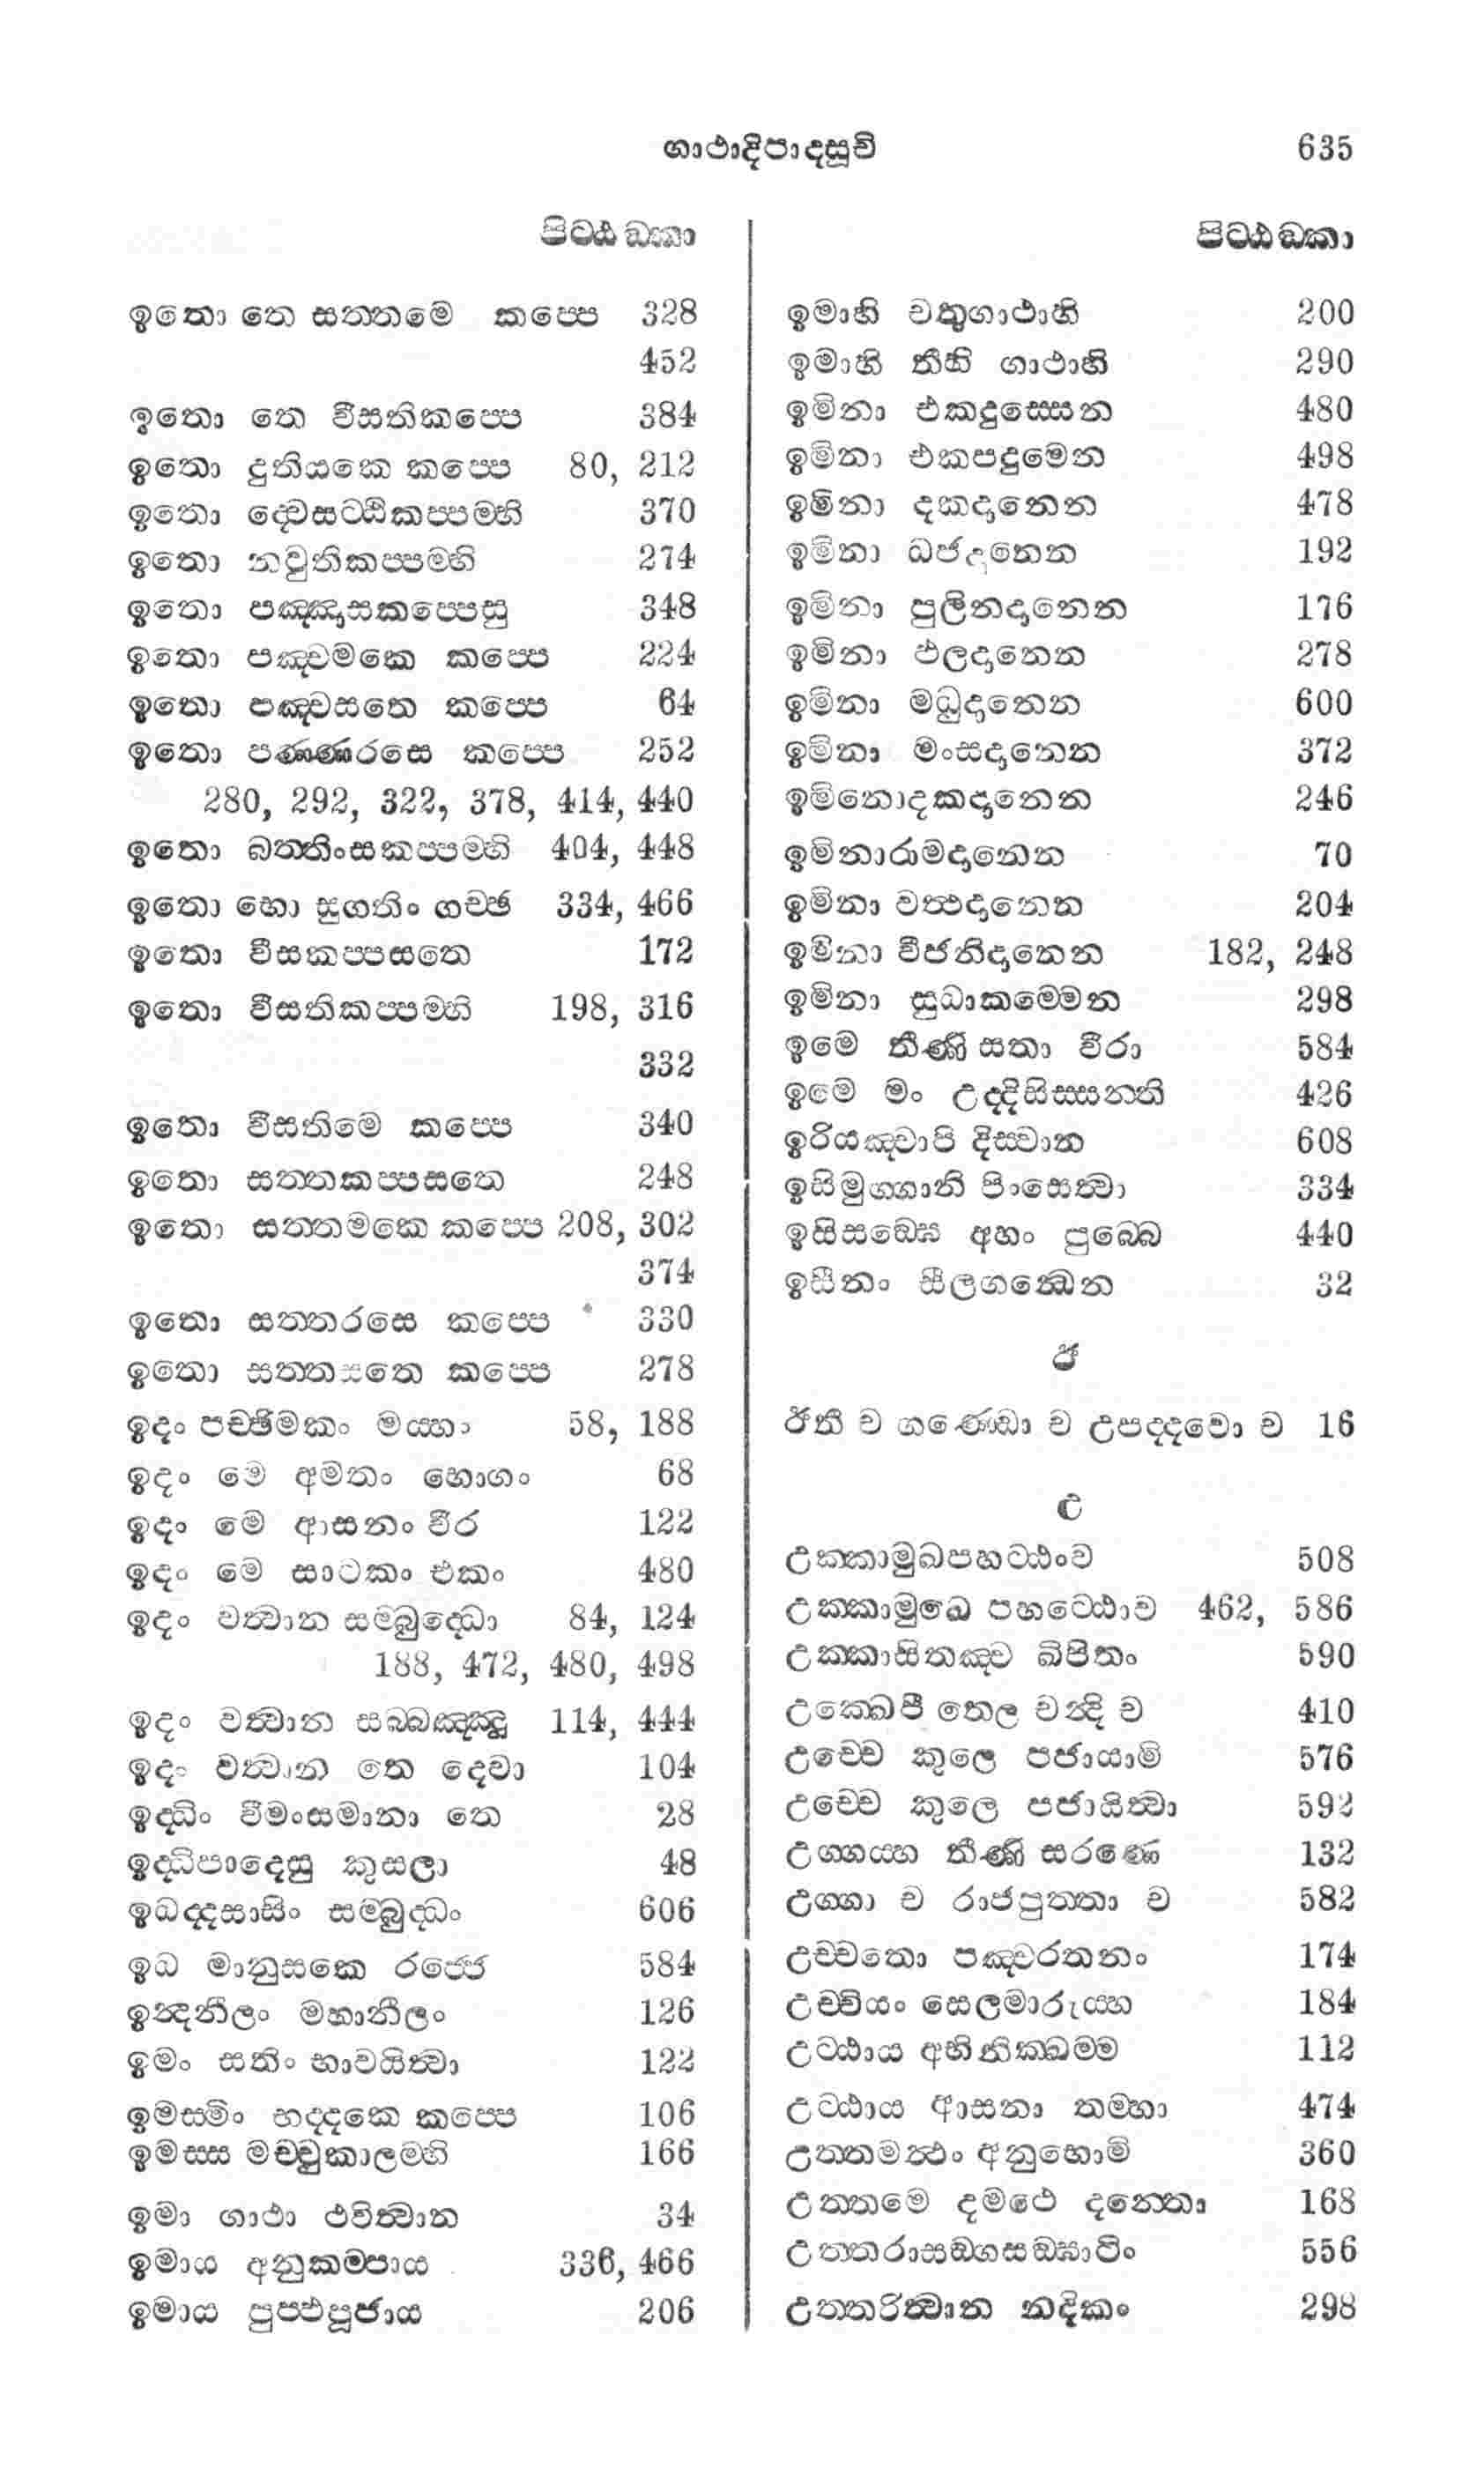 ගාථාදිපාදසූචි 635
පිට්ඨඞකා
ඉතො තෙ සත්තමෙ කප්පෙ 328
452
ඉතො තෙ වීසතිකප්පෙ 384
ඉතො දුතියකෙ කප්පෙ 80, 212
ඉතො ද්වෙසට්ඨිකප්පම්හි 370
ඉතො නවුතිකප්පම්හි 274
ඉතො පඤ්ඤාසකප්පෙසු 348
ඉතො පඤ්චමකෙ කප්පෙ 224
ඉතො පඤ්චසතෙ කප්පෙ 64
ඉතො පණ්ණරසෙ කප්පෙ 252
280, 292, 322, 378, 414, 440
ඉතො බත්තිංසකප්පම්හි 404, 448
ඉතො භො සුගතිං ගච්ඡ 334, 466
ඉතො වීසකප්පසතෙ 172
ඉතො වීසතිකප්පම්හි 198, 316
332
ඉතො වීසතිමෙ කප්පෙ 340
ඉතො සත්තකප්පසතෙ 248
ඉතො සත්තමකෙ කප්පෙ 208, 302
374
ඉතො සත්තරසෙ කප්පෙ 330
ඉතො සත්තසතෙ කප්පෙ 278
ඉදං පච්ඡිමකං මය්හං 58, 188
ඉදං මෙ අමතං භොගං 68
ඉදං මෙ ආසනං වීර 122
ඉදං මෙ සාටකං එකං 480
ඉදං වත්වාන සම්බුද්ධො 84, 124
188, 472, 480, 498
ඉදං වත්වාන සබ්බඤ්ඤූ 114, 444
ඉදං වත්වාන තෙ දෙවා 104
ඉද්ධිං වීමංසමානා තෙ 28
ඉද්ධිපාදෙසු කුසලා 48
ඉධද්දසාසිං සම්බුද්ධං 606
ඉධ මානුසකෙ රජ්ජෙ 584
ඉන්දනීලං මහානීලං 126
ඉමං සතිං භාවයිත්වා 122
ඉමස්මිං භද්දකෙ කප්පෙ 106
ඉමස්ස මච්චුකාලම්හි 166
ඉමා ගාථා ථවිත්වාන 34
ඉමාය අනුකම්පාය 336, 466
ඉමාය පුප්ඵපූජාය 206
පිට්ඨඞකා
ඉමාහි චතුගාථාහි 200
ඉමාහි තීහි ගාථාහි 290
ඉමිනා එකදුස්සෙන 480
ඉමිනා එකපදුමෙන 498
ඉමිනා දකදානෙන 478
ඉමිනා ධජදානෙන 192
ඉමිනා පුලිනදානෙන 176
ඉමිනා ඵලදානෙන 278
ඉමිනා මධුදානෙන 600
ඉමිනා මංසදානෙන 372
ඉමිනොදකදානෙන 246
ඉමිනාරාමදානෙන 70
ඉමිනා වත්ථදානෙන 204
ඉමිනා වීජනිදානෙන 182, 248
ඉමිනා සුධාකම්මෙන 298
ඉමෙ තීණි සතා වීරා 584
ඉමෙ මං උද්දිසිස්සන්ති 426
ඉරියඤ්චාපි දිස්වාන 608
ඉසිමුග්ගානි පිංසෙත්වා 334
ඉසිසඞ්ඝෙ අහං පුබ්බෙ 440
ඉසීනං සීලගන්ධෙන 32
ඊ
ඊති ච ගණ්ඩො ච උපද්දවො ච 16
උ
උක්කාමුඛපහට්ඨංව 508
උක්කාමුඛෙ පහට්ඨොව 462, 586
උක්කාසිතඤ්ච ඛිපිතං 590
උක්ඛෙපී තෙල චන්දි ච 410
උච්චෙ කුලෙ පජායාමි 576
උච්චෙ කුලෙ පජායිත්වා 592
උග්ගය්හ තීණි සරණෙ 132
උග්ගා ච රාජපුත්තා ච 582
උච්චතො පඤ්චරතනං 174
උච්චියං සෙලමාරුය්හ 184
උට්ඨාය අභිනික්ඛම්ම 112
උට්ඨාය ආසනා තම්හා 474
උත්තමත්ථං අනුභොමි 360
උත්තමෙ දමථෙ දන්තො 168
උත්තරාසඞ්ගසඞ්ඝාටිං 556
උත්තරිත්වාන නදිකං 298